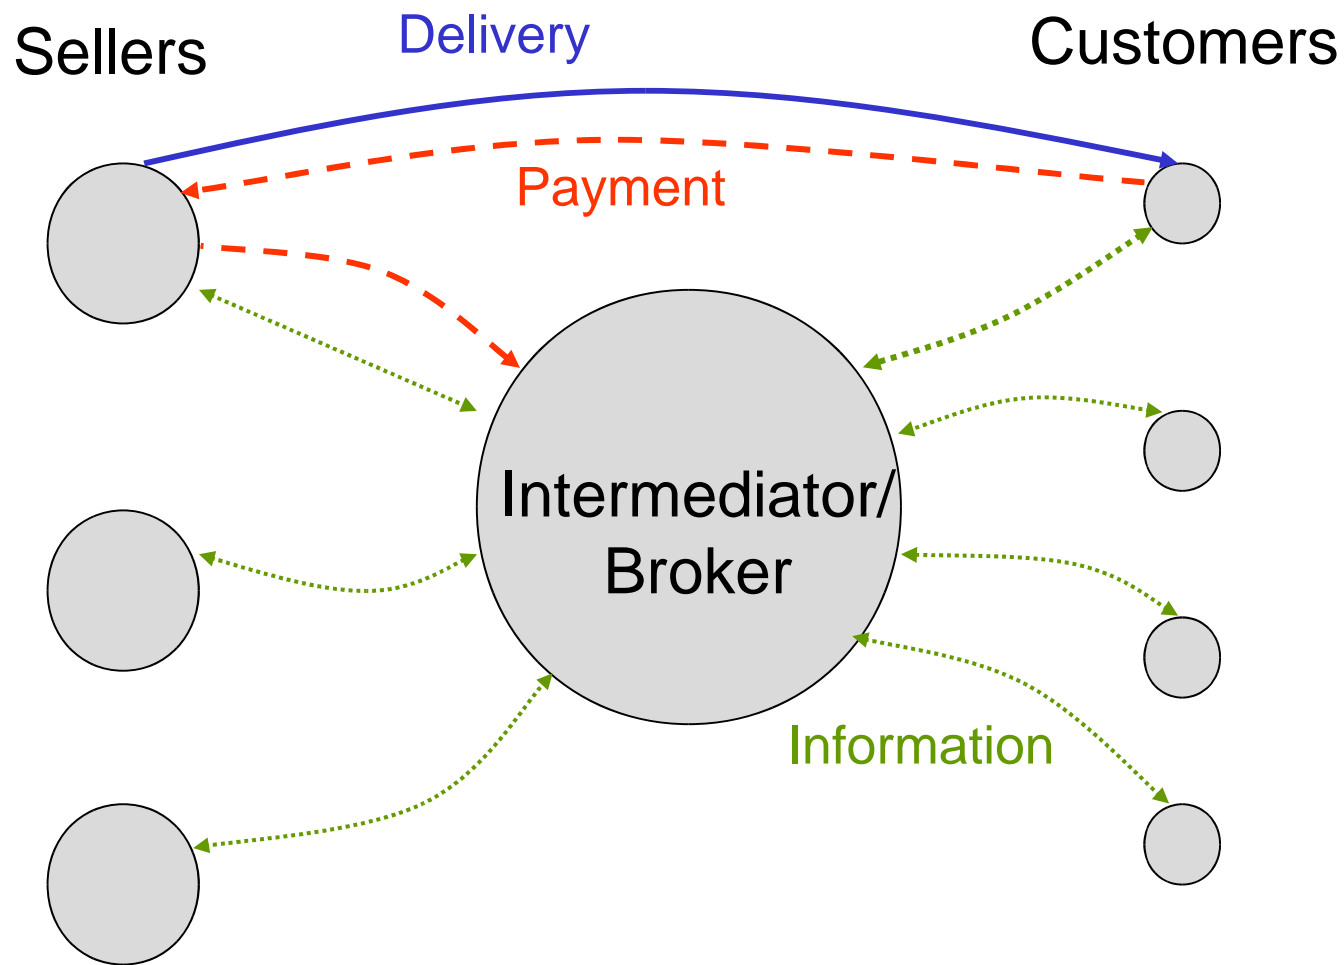 Sellers
Delivery
Customers
Payment
Intermediator/
Broker
Information